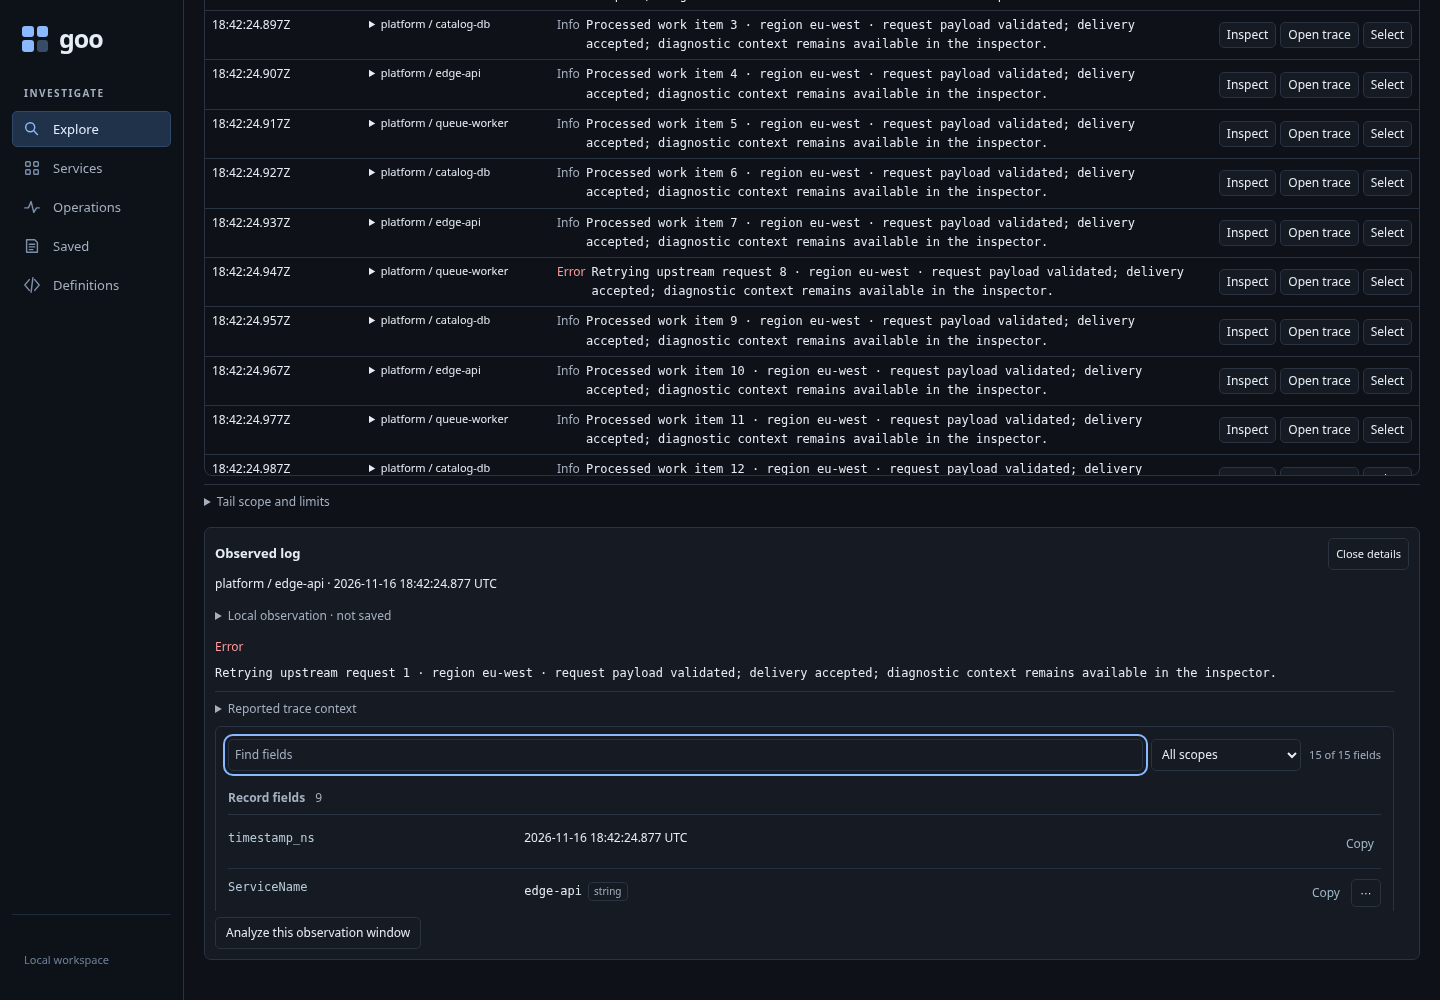 goo
INVESTIGATE
Explore
Services
Operations
Saved
Definitions
Local workspace
18:42:24.897Z platform / catalog-db Info Processed work item 3 · region eu-west · request payload validated; delivery
accepted; diagnostic context remains available in the inspector. Inspect Open trace Select
18:42:24.907Z platform / edge-api Info Processed work item 4 · region eu-west · request payload validated; delivery
accepted; diagnostic context remains available in the inspector. Inspect Open trace Select
18:42:24.917Z platform / queue-worker Info Processed work item 5 · region eu-west · request payload validated; delivery
accepted; diagnostic context remains available in the inspector. Inspect Open trace Select
18:42:24.927Z platform / catalog-db Info Processed work item 6 · region eu-west · request payload validated; delivery
accepted; diagnostic context remains available in the inspector. Inspect Open trace Select
18:42:24.937Z platform / edge-api Info Processed work item 7 · region eu-west · request payload validated; delivery
accepted; diagnostic context remains available in the inspector. Inspect Open trace Select
18:42:24.947Z platform / queue-worker Error Retrying upstream request 8 · region eu-west · request payload validated; delivery
accepted; diagnostic context remains available in the inspector. Inspect Open trace Select
18:42:24.957Z platform / catalog-db Info Processed work item 9 · region eu-west · request payload validated; delivery
accepted; diagnostic context remains available in the inspector. Inspect Open trace Select
18:42:24.967Z platform / edge-api Info Processed work item 10 · region eu-west · request payload validated; delivery
accepted; diagnostic context remains available in the inspector. Inspect Open trace Select
18:42:24.977Z platform / queue-worker Info Processed work item 11 · region eu-west · request payload validated; delivery
accepted; diagnostic context remains available in the inspector. Inspect Open trace Select
18:42:24.987Z platform / catalog-db Info Processed work item 12 · region eu-west · request payload validated; delivery
Tail scope and limits
Observed log Close details
platform / edge-api · 2026-11-16 18:42:24.877 UTC
Local observation · not saved
Error
Retrying upstream request 1 · region eu-west · request payload validated; delivery accepted; diagnostic context remains available in the inspector.
Reported trace context
Find fields All scopes 15 of 15 fields
Record fields 9
timestamp_ns 2026-11-16 18:42:24.877 UTC Copy
ServiceName edge-api string Copy ...
Analyze this observation window